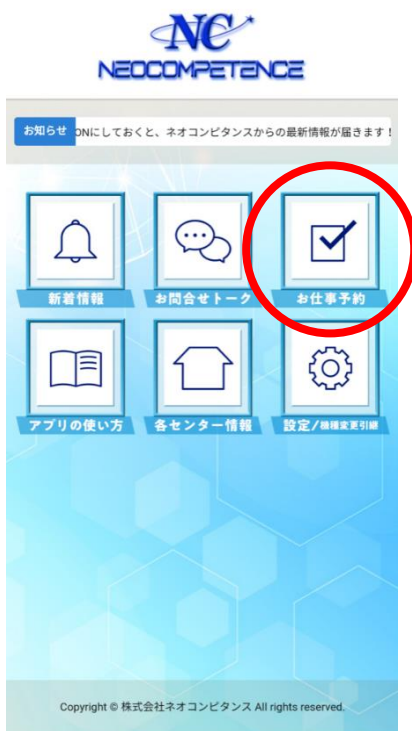 NC
NEOCOMPETENCE
お知らせ ONにしておくと、ネオコンピタンスからの最新情報が届きます!
新着情報 お問合せトーク お仕事予約
アプリの使い方 各センター情報 設定/機種変更引継
Copyright © 株式会社ネオコンピタンス All rights reserved.